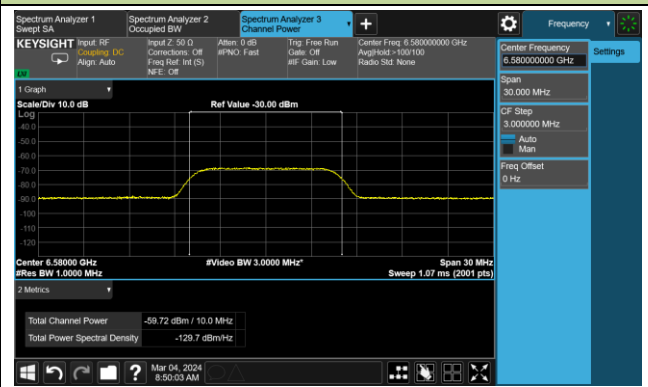 Spectrum Analyzer 1
Swept SA
Spectrum Analyzer 2
Occupied BW
Spectrum Analyzer 3
Channel Power
Frequency
KEYSIGHT
Input: RF
Coupling: DC
Align: Auto
Input Z: 50 Ω
Corrections: Off
Freq Ref: Int (S)
NFE: Off
Atten: 0 dB
#PNO: Fast
Trig: Free Run
Gate: Off
#IF Gain: Low
Center Freq: 6.580000000 GHz
Avg|Hold:>100/100
Radio Std: None
1 Graph
Scale/Div 10.0 dB
Ref Value -30.00 dBm
Log
-40.0
-50.0
-60.0
-70.0
-80.0
-90.0
-100
-110
-120
Center 6.58000 GHz
#Video BW 3.0000 MHz*
Span 30 MHz
#Res BW 1.0000 MHz
Sweep 1.07 ms (2001 pts)
2 Metrics
Total Channel Power
-59.72 dBm / 10.0 MHz
Total Power Spectral Density
-129.7 dBm/Hz
Mar 04, 2024
8:50:03 AM
Center Frequency
6.580000000 GHz
Settings
Span
30.000 MHz
CF Step
3.000000 MHz
Auto
Man
Freq Offset
0 Hz